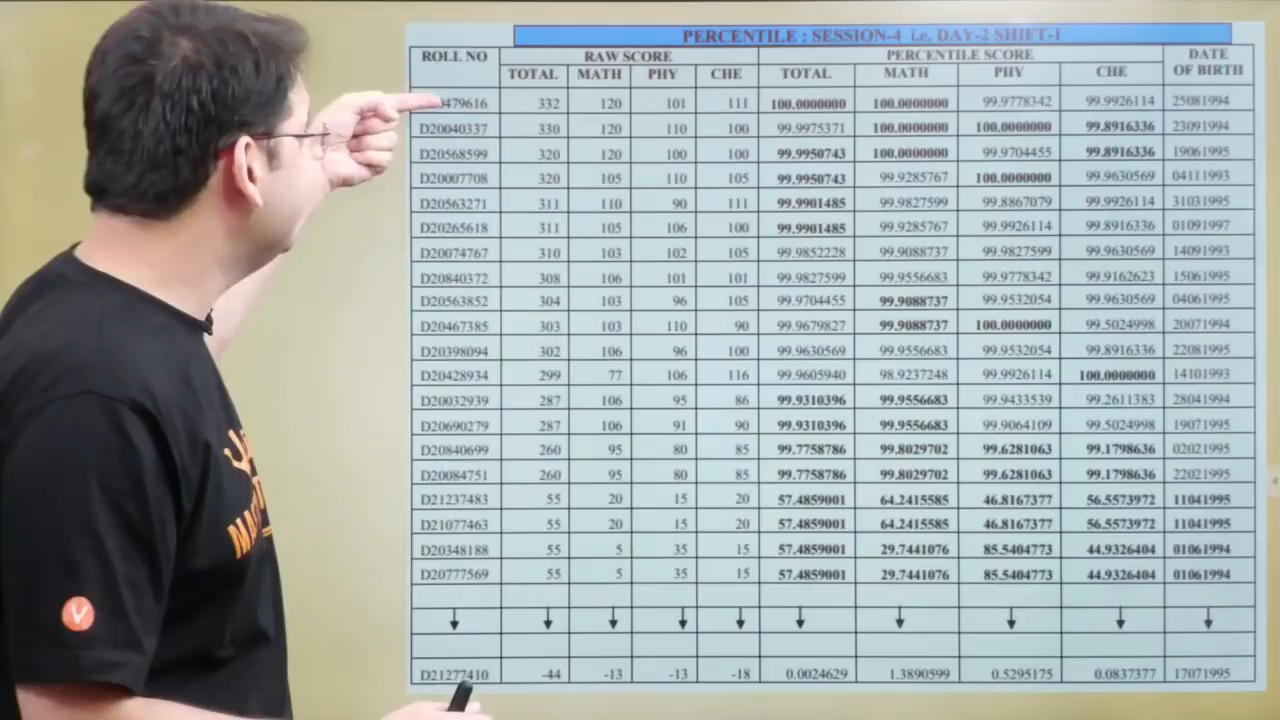 PERCENTILE : SESSION-4 i.e. DAY-2 SHIFT-1
ROLL NO RAW SCORE PERCENTILE SCORE DATE OF BIRTH
TOTAL MATH PHY CHE TOTAL MATH PHY CHE
0479616 332 120 101 111 100.0000000 100.0000000 99.9778342 99.9926114 25081994
D20040337 330 120 110 100 99.9975371 100.0000000 100.0000000 99.8916336 23091994
D20568599 320 120 100 100 99.9950743 100.0000000 99.9704455 99.8916336 19061995
D20007708 320 105 110 105 99.9950743 99.9285767 100.0000000 99.9630569 04111993
D20563271 311 110 90 111 99.9901485 99.9827599 99.8867079 99.9926114 31031995
D20265618 311 105 106 100 99.9901485 99.9285767 99.9926114 99.8916336 01091997
D20074767 310 103 102 105 99.9852228 99.9088737 99.9827599 99.9630569 14091993
D20840372 308 106 101 101 99.9827599 99.9556683 99.9778342 99.9162623 15061995
D20563852 304 103 96 105 99.9704455 99.9088737 99.9532054 99.9630569 04061995
D20467385 303 103 110 90 99.9679827 99.9088737 100.0000000 99.5024998 20071994
D20398094 302 106 96 100 99.9630569 99.9556683 99.9532054 99.8916336 22081995
D20428934 299 77 106 116 99.9605940 98.9237248 99.9926114 100.0000000 14101993
D20032939 287 106 95 86 99.9310396 99.9556683 99.9433539 99.2611383 28041994
D20690279 287 106 91 90 99.9310396 99.9556683 99.9064109 99.5024998 19071995
D20840699 260 95 80 85 99.7758786 99.8029702 99.6281063 99.1798636 02021995
D20084751 260 95 80 85 99.7758786 99.8029702 99.6281063 99.1798636 22021995
D21237483 55 20 15 20 57.4859001 64.2415585 46.8167377 56.5573972 11041995
D21077463 55 20 15 20 57.4859001 64.2415585 46.8167377 56.5573972 11041995
D20348188 55 5 35 15 57.4859001 29.7441076 85.5404773 44.9326404 01061994
D20777569 55 5 35 15 57.4859001 29.7441076 85.5404773 44.9326404 01061994
D21277410 -44 -13 -13 -18 0.0024629 1.3890599 0.5295175 0.0837377 17071995
V